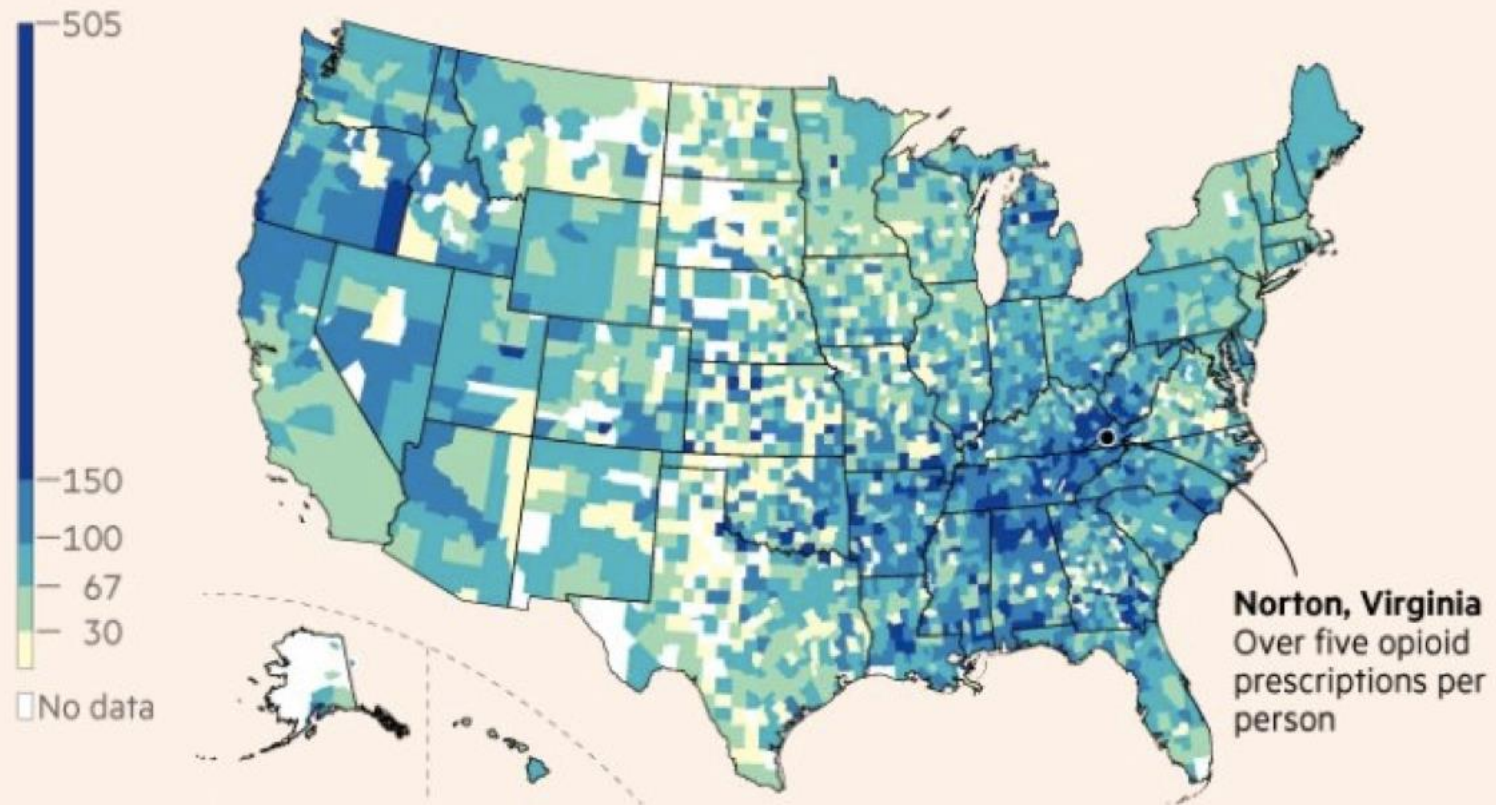 505
150
100
67
30
No data
Norton, Virginia
Over five opioid
prescriptions per
person